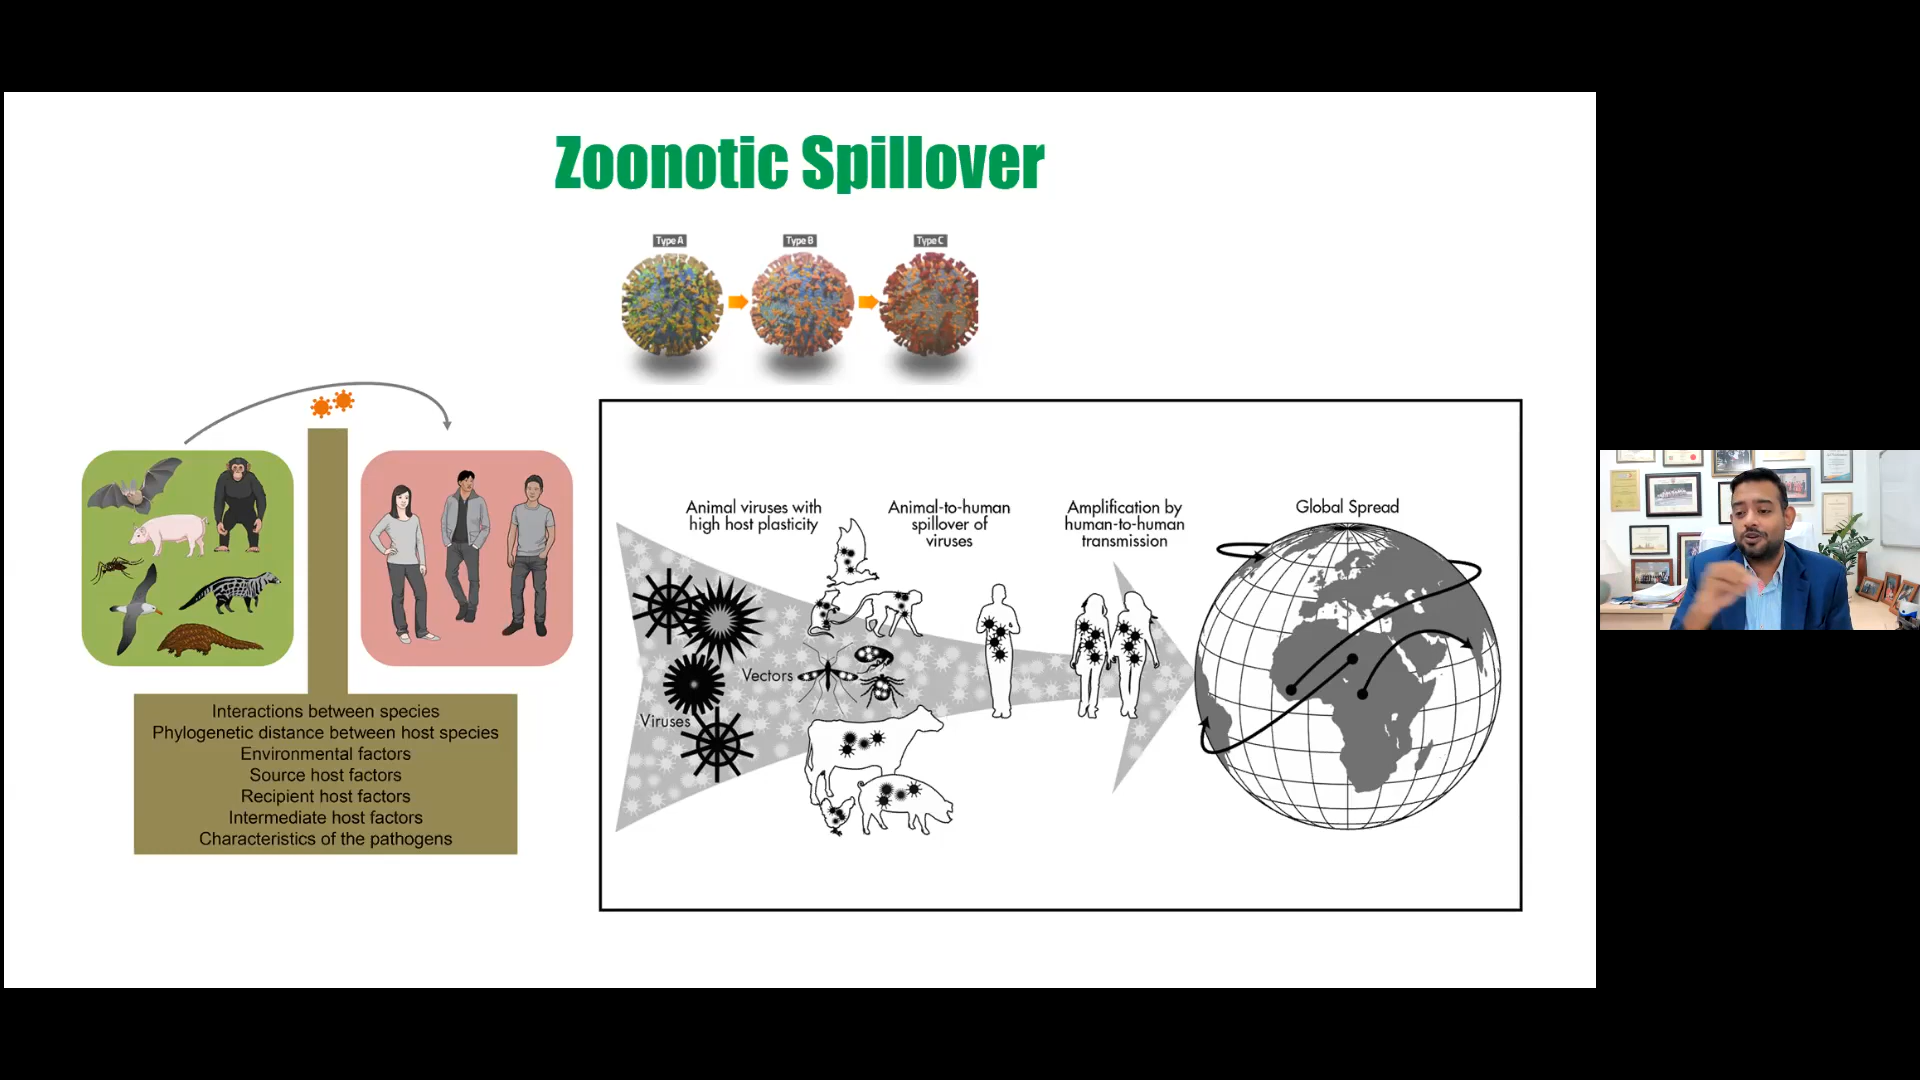 Zoonotic Spillover
Type A
Type B
Type C
Interactions between species
Phylogenetic distance between host species
Environmental factors
Source host factors
Recipient host factors
Intermediate host factors
Characteristics of the pathogens
Animal viruses with
high host plasticity
Animal-to-human
spillover of
viruses
Amplification by
human-to-human
transmission
Global Spread
Vectors
Viruses